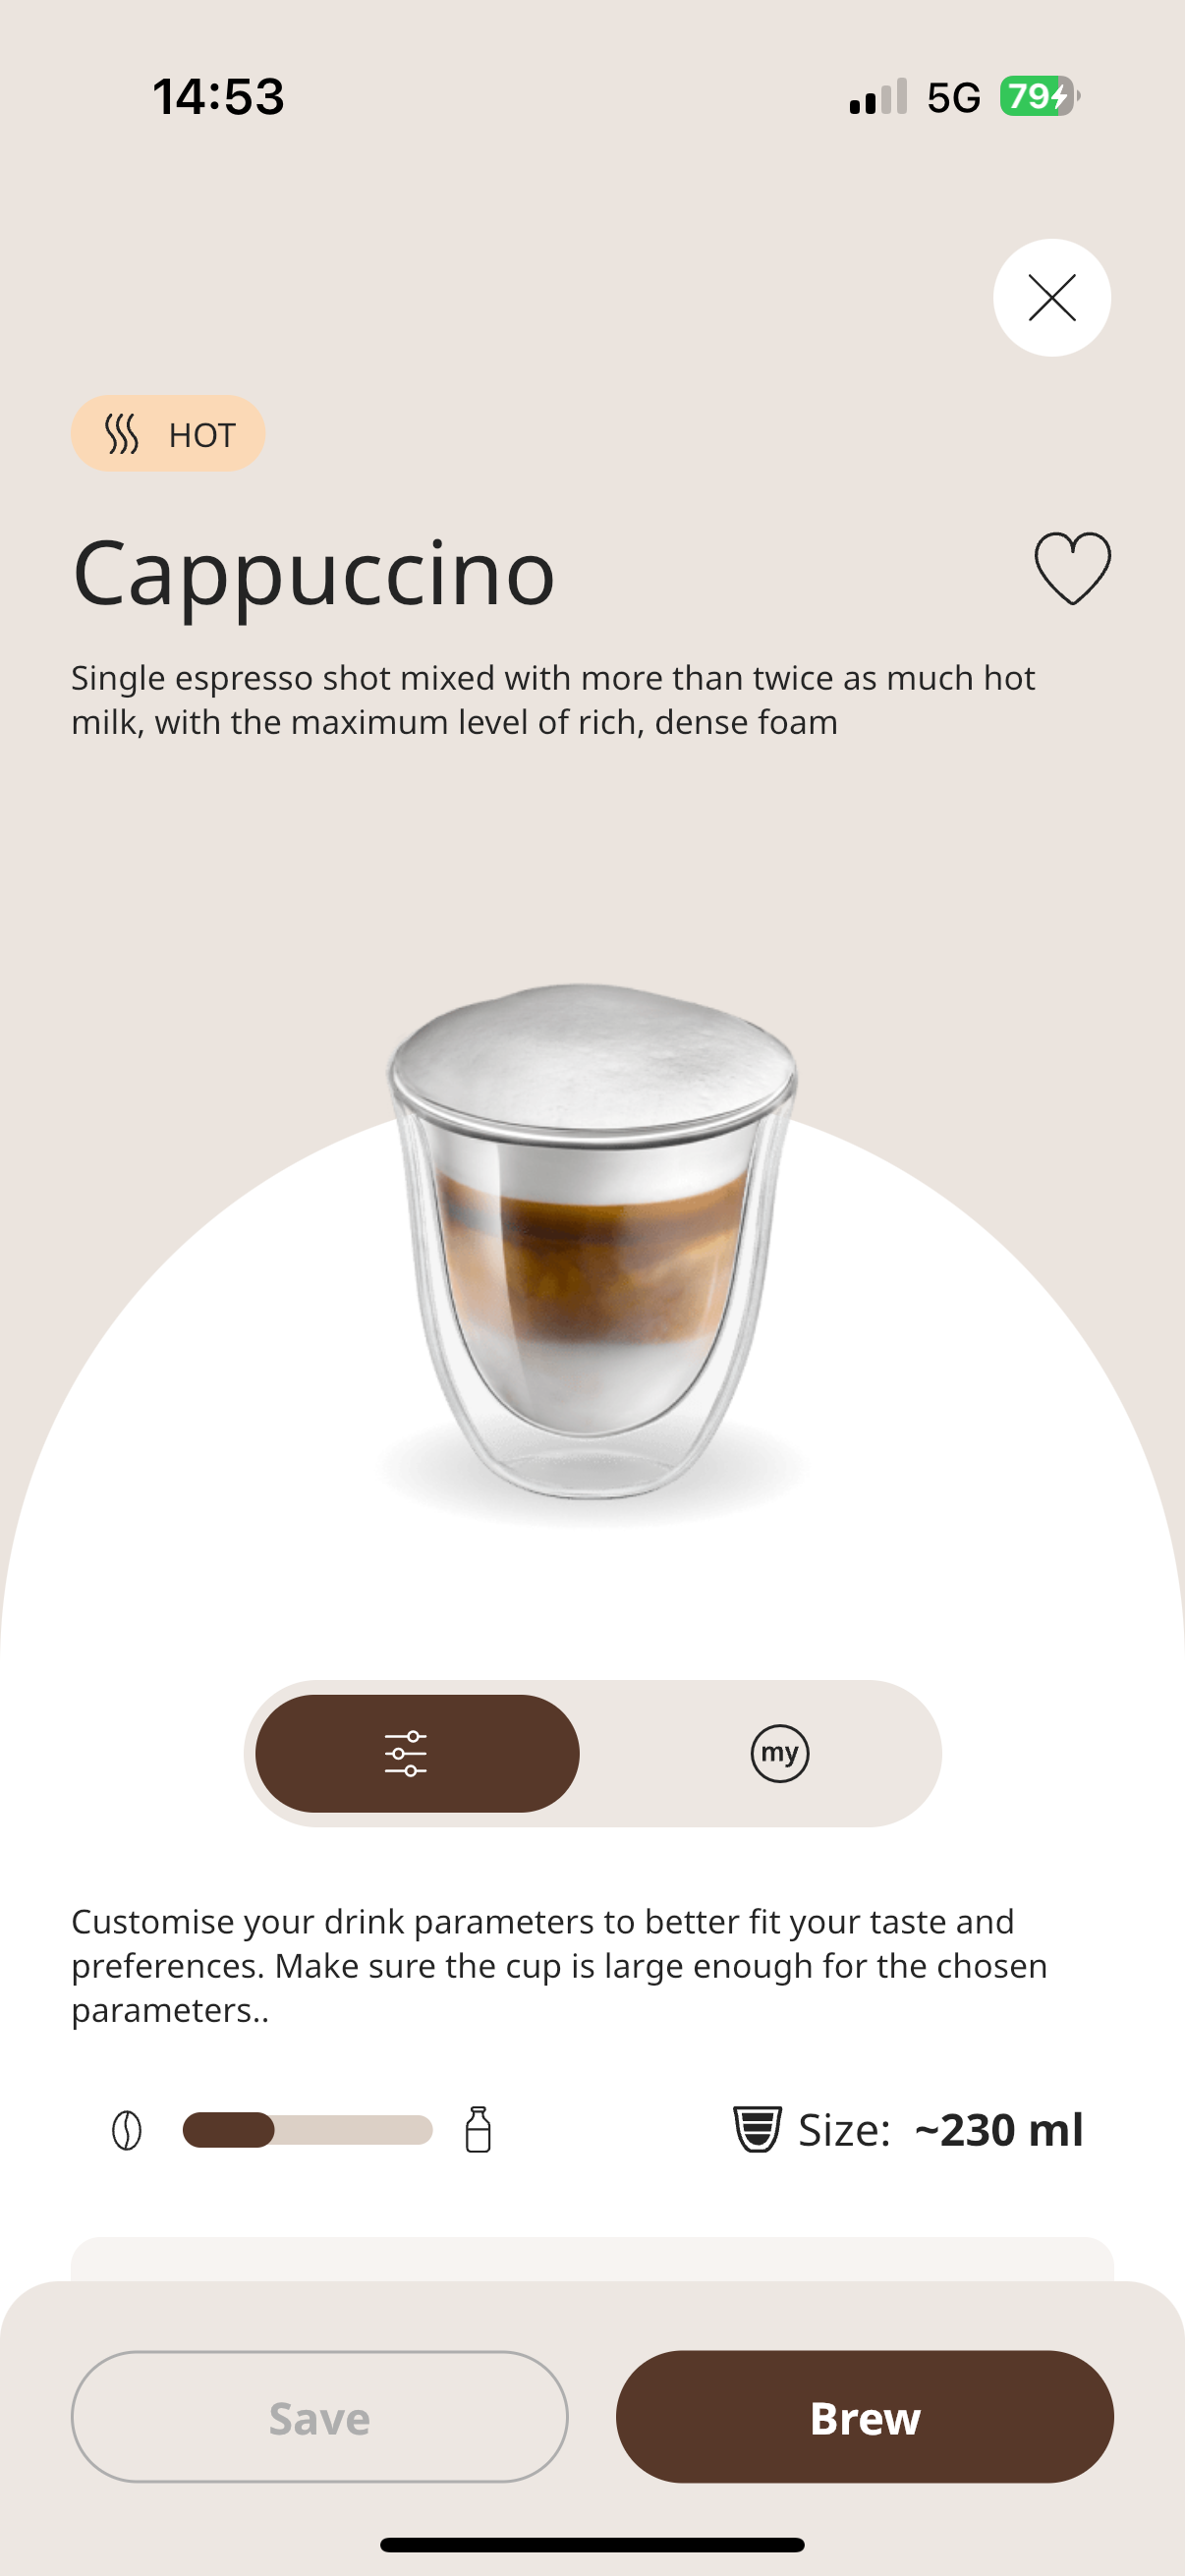 14:53
5G 79
HOT
Cappuccino
Single espresso shot mixed with more than twice as much hot
milk, with the maximum level of rich, dense foam
my
Customise your drink parameters to better fit your taste and
preferences. Make sure the cup is large enough for the chosen
parameters..
Size: ~230 ml
Save
Brew